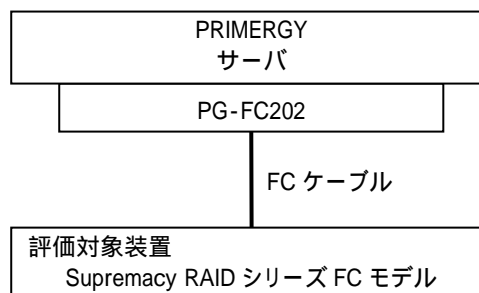 PRIMERGY
サーバ
PG-FC202
FC ケーブル
評価対象装置
Supremacy RAID シリーズ FC モデル